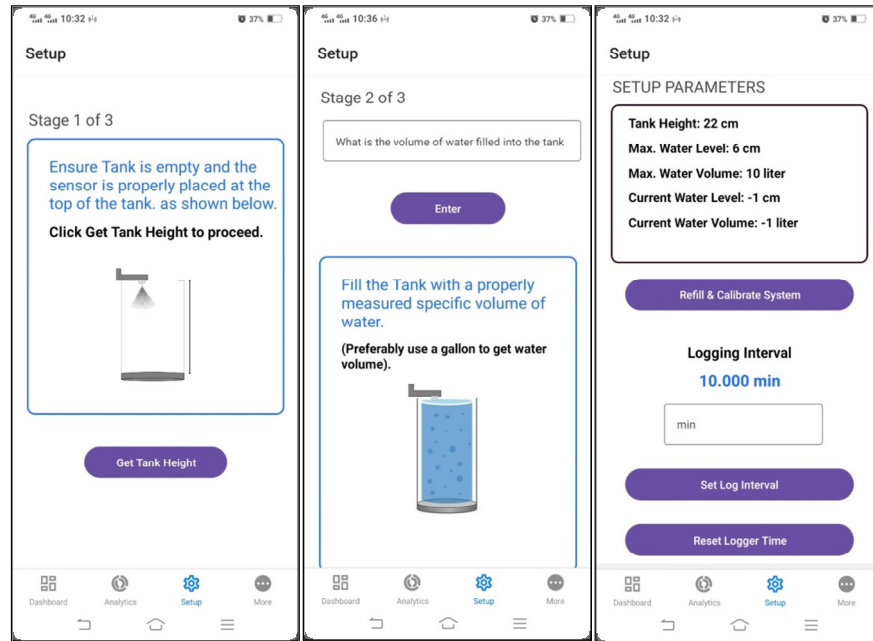 4G 4G 10:32
37%
Setup
Stage 1 of 3
Ensure Tank is empty and the
sensor is properly placed at the
top of the tank. as shown below.
Click Get Tank Height to proceed.
Get Tank Height
Dashboard Analytics Setup More
4G 4G 10:36
37%
Setup
Stage 2 of 3
What is the volume of water filled into the tank
Enter
Fill the Tank with a properly
measured specific volume of
water.
(Preferably use a gallon to get water
volume).
Dashboard Analytics Setup More
4G 4G 10:32
37%
Setup
SETUP PARAMETERS
Tank Height: 22 cm
Max. Water Level: 6 cm
Max. Water Volume: 10 liter
Current Water Level: -1 cm
Current Water Volume: -1 liter
Refill & Calibrate System
Logging Interval
10.000 min
min
Set Log Interval
Reset Logger Time
Dashboard Analytics Setup More